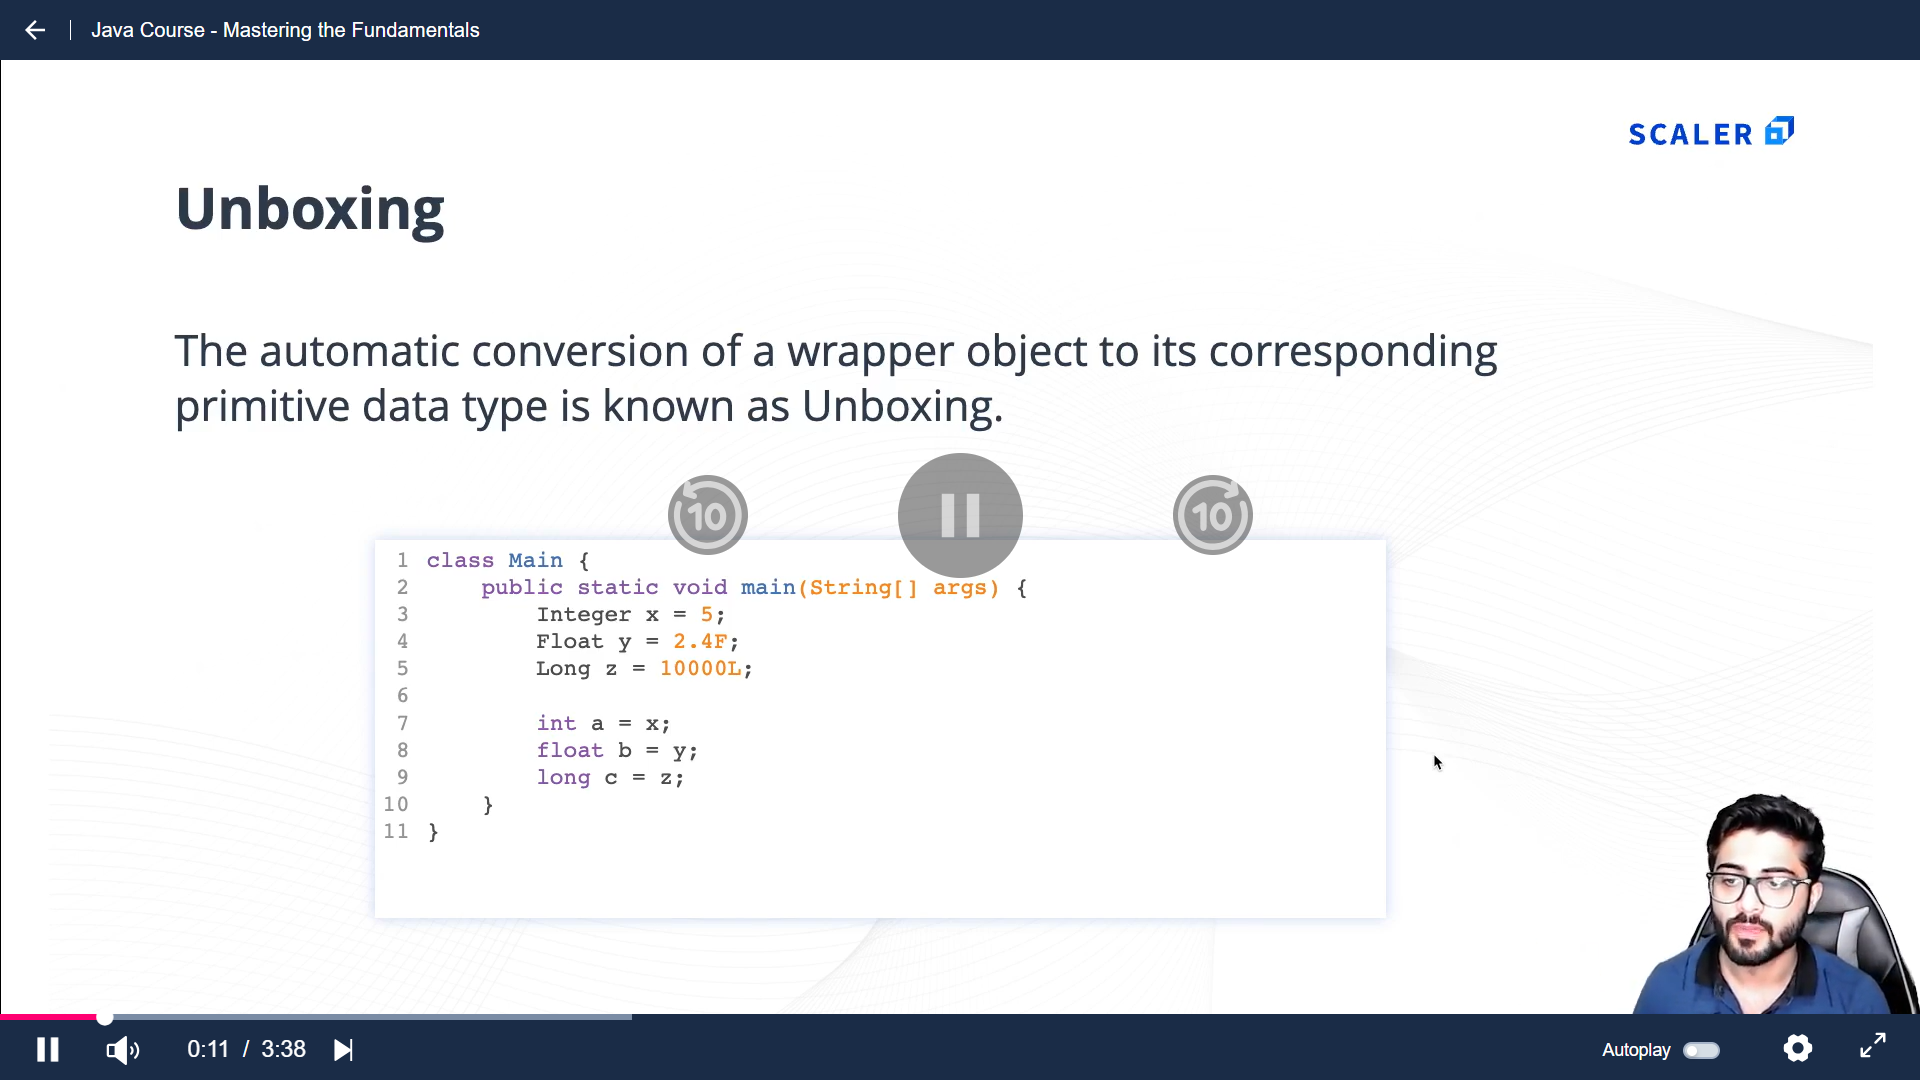 Java Course - Mastering the Fundamentals
SCALER
Unboxing
The automatic conversion of a wrapper object to its corresponding
primitive data type is known as Unboxing.
10
10
1 class Main {
2     public static void main(String[] args) {
3         Integer x = 5;
4         Float y = 2.4F;
5         Long z = 10000L;
6
7         int a = x;
8         float b = y;
9         long c = z;
10     }
11 }
0:11 / 3:38
Autoplay